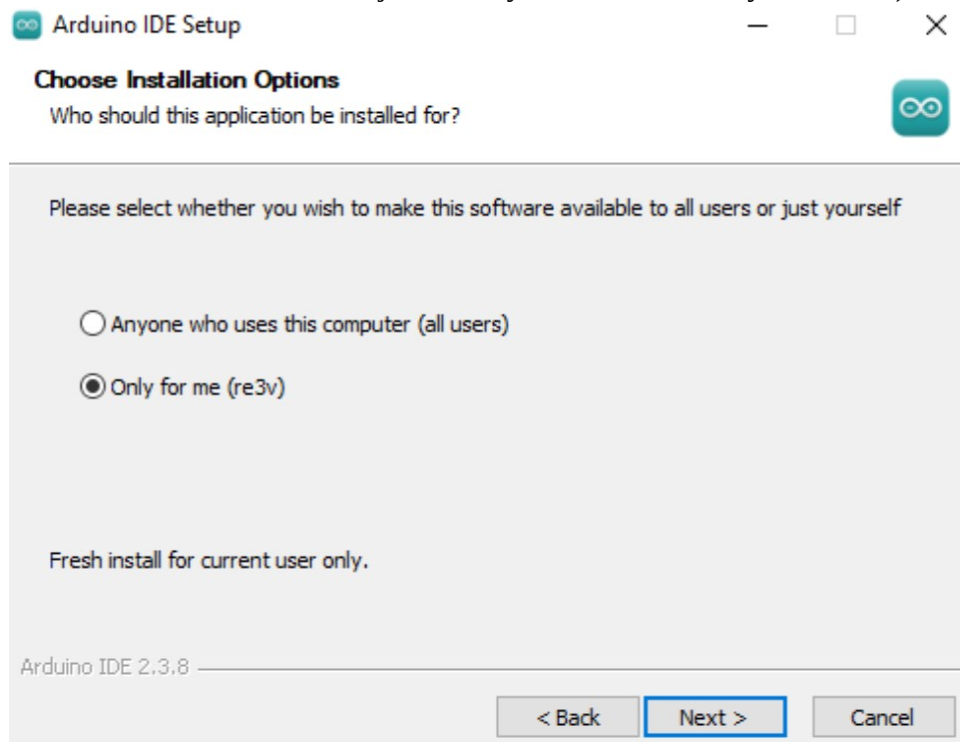 Arduino IDE Setup
Choose Installation Options
Who should this application be installed for?
Please select whether you wish to make this software available to all users or just yourself
Anyone who uses this computer (all users)
Only for me (re3v)
Fresh install for current user only.
Arduino IDE 2.3.8
< Back Next > Cancel